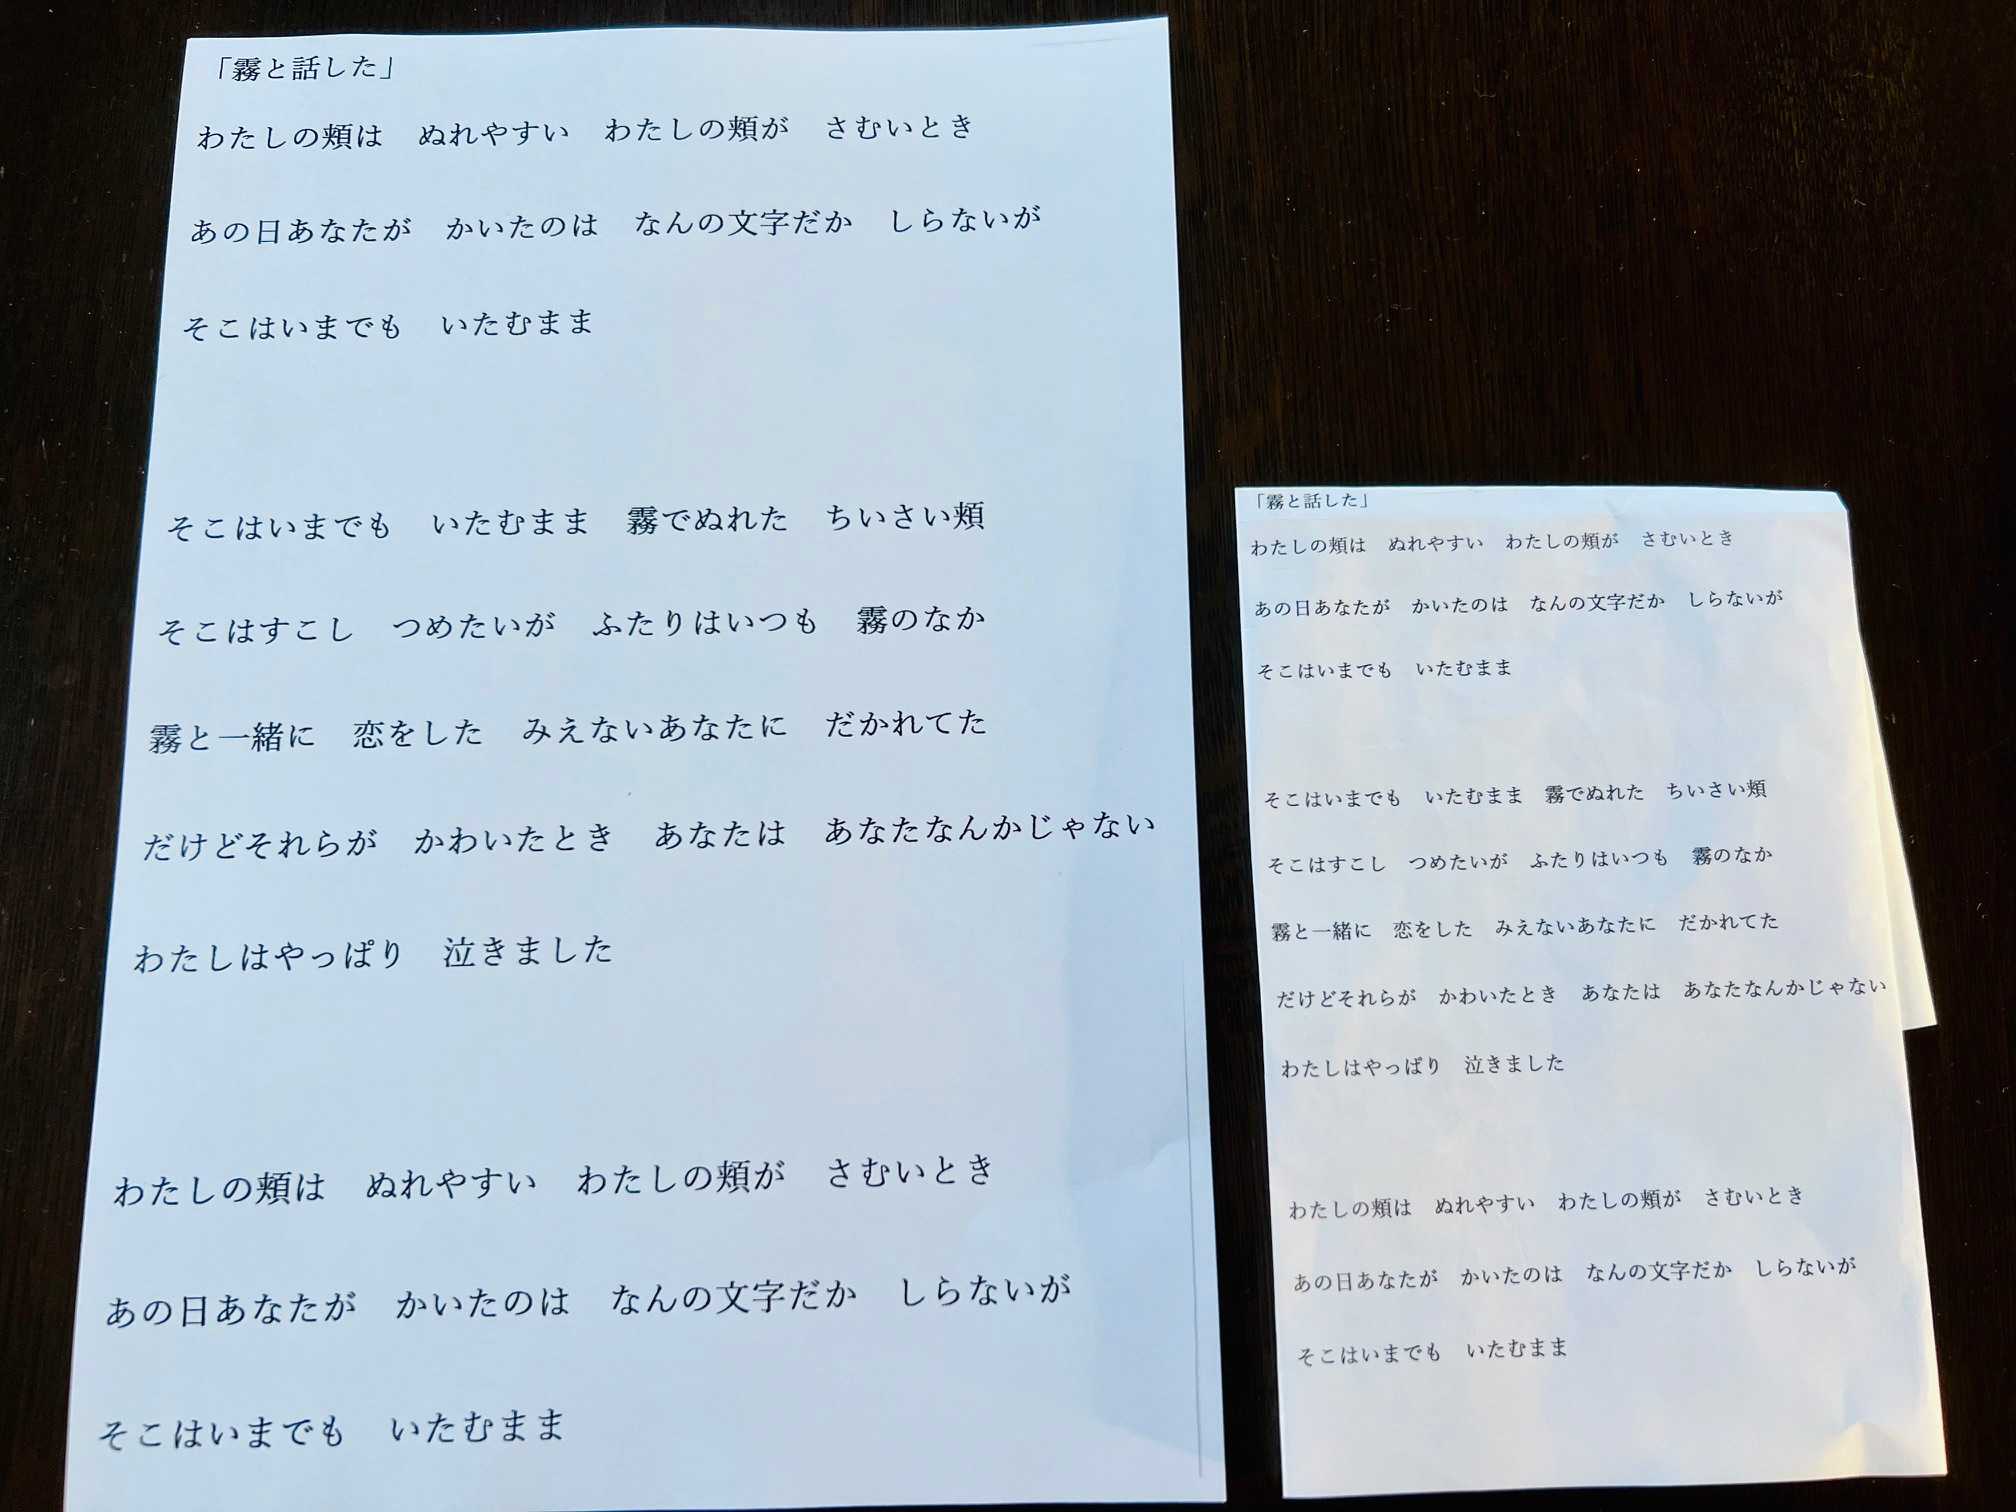 「霧と話した」
わたしの頬は　ぬれやすい　わたしの頬が　さむいとき
あの日あなたが　かいたのは　なんの文字だか　しらないが
そこはいまでも　いたむまま
そこはいまでも　いたむまま　霧でぬれた　ちいさい頬
そこはすこし　つめたいが　ふたりはいつも　霧のなか
霧と一緒に　恋をした　みえないあなたに　だかれてた
だけどそれらが　かわいたとき　あなたは　あなたなんかじゃない
わたしはやっぱり　泣きました
わたしの頬は　ぬれやすい　わたしの頬が　さむいとき
あの日あなたが　かいたのは　なんの文字だか　しらないが
そこはいまでも　いたむまま
「霧と話した」
わたしの頬は　ぬれやすい　わたしの頬が　さむいとき
あの日あなたが　かいたのは　なんの文字だか　しらないが
そこはいまでも　いたむまま
そこはいまでも　いたむまま　霧でぬれた　ちいさい頬
そこはすこし　つめたいが　ふたりはいつも　霧のなか
霧と一緒に　恋をした　みえないあなたに　だかれてた
だけどそれらが　かわいたとき　あなたは　あなたなんかじゃない
わたしはやっぱり　泣きました
わたしの頬は　ぬれやすい　わたしの頬が　さむいとき
あの日あなたが　かいたのは　なんの文字だか　しらないが
そこはいまでも　いたむまま